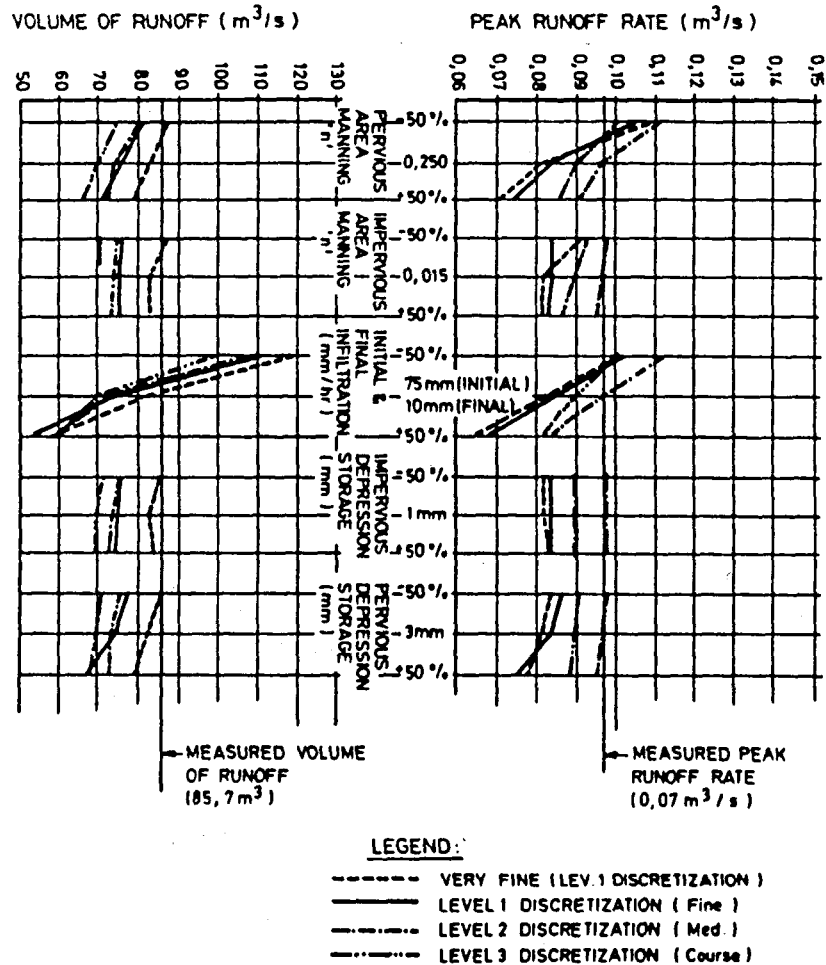 VOLUME OF RUNOFF ( m³/s )
PEAK RUNOFF RATE ( m³/s )
50
60
70
80
90
100
110
120
130
0,06
0,07
0,08
0,09
0,10
0,11
0,12
0,13
0,14
0,15
PERVIOUS
AREA
MANNING
'n'
-50%
0,250
+50%
IMPERVIOUS
AREA
MANNING
'n'
-50%
0,015
+50%
INITIAL &
FINAL
INFILTRATION
(mm/hr)
-50%
75mm(INITIAL)
10mm(FINAL)
+50%
IMPERVIOUS
DEPRESSION
STORAGE
(mm)
-50%
1mm
+50%
PERVIOUS
DEPRESSION
STORAGE
(mm)
-50%
3mm
+50%
MEASURED VOLUME
OF RUNOFF
(85,7m³)
MEASURED PEAK
RUNOFF RATE
(0,07m³/s)
LEGEND:
VERY FINE (LEV.1 DISCRETIZATION)
LEVEL 1 DISCRETIZATION ( Fine )
LEVEL 2 DISCRETIZATION ( Med. )
LEVEL 3 DISCRETIZATION ( Course )